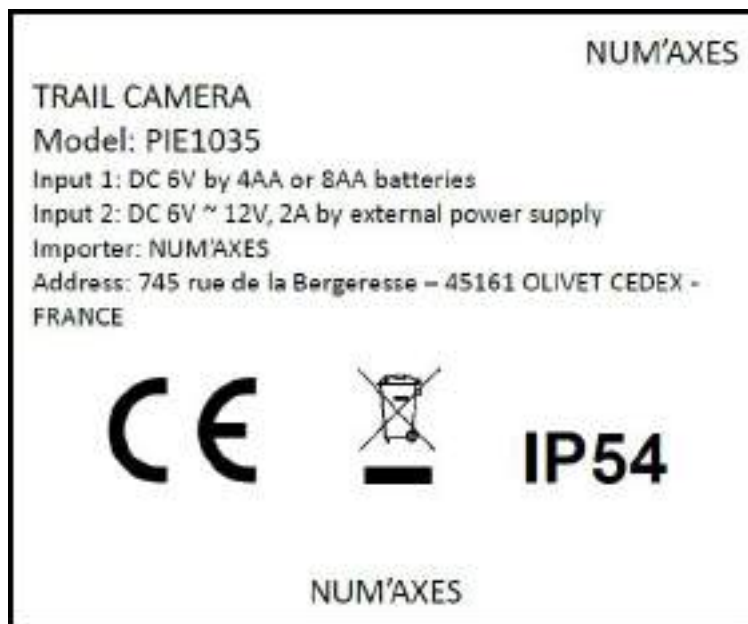 NUM'AXES
TRAIL CAMERA
Model: PIE1035
Input 1: DC 6V by 4AA or 8AA batteries
Input 2: DC 6V ~ 12V, 2A by external power supply
Importer: NUM'AXES
Address: 745 rue de la Bergeresse – 45161 OLIVET CEDEX -
FRANCE
CE
IP54
NUM'AXES